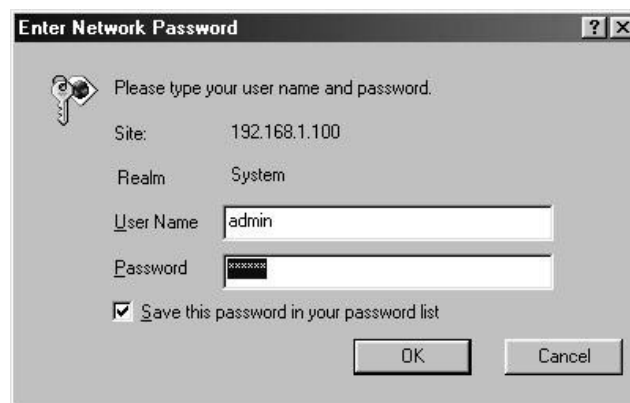 Enter Network Password
Please type your user name and password.
Site: 192.168.1.100
Realm System
User Name admin
Password ******
Save this password in your password list
OK Cancel